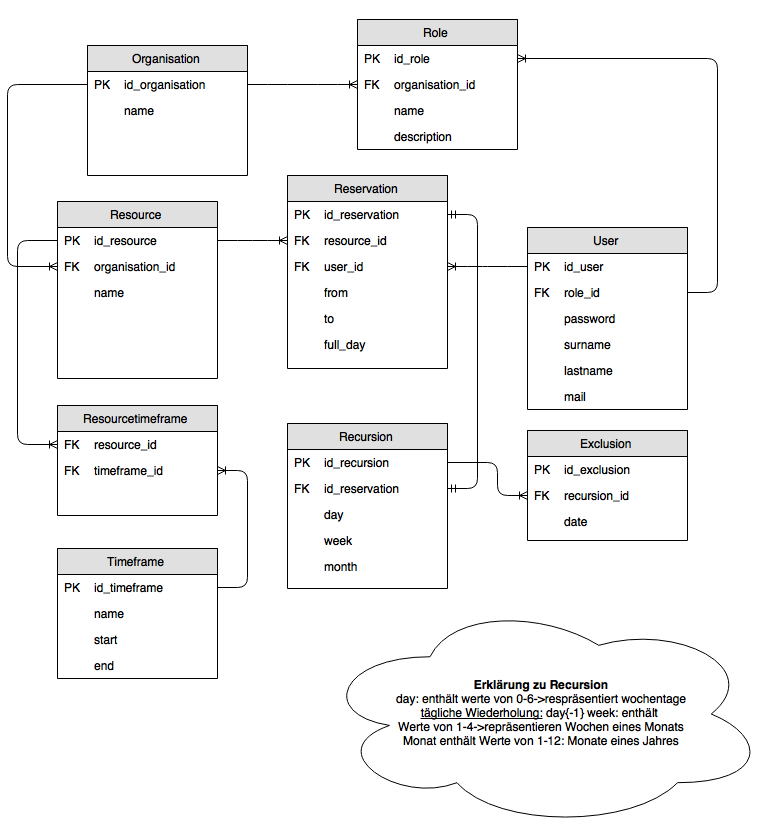 Role
PK id_role
FK organisation_id
name
description
Organisation
PK id_organisation
name
Reservation
PK id_reservation
FK resource_id
FK user_id
from
to
full_day
Resource
PK id_resource
FK organisation_id
name
User
PK id_user
FK role_id
password
surname
lastname
mail
Resourcetimeframe
FK resource_id
FK timeframe_id
Recursion
PK id_recursion
FK id_reservation
day
week
month
Exclusion
PK id_exclusion
FK recursion_id
date
Timeframe
PK id_timeframe
name
start
end
Erklärung zu Recursion
day: enthält werte von 0-6->respräsentiert wochentage
tägliche Wiederholung: day{-1} week: enthält
Werte von 1-4->repräsentieren Wochen eines Monats
Monat enthält Werte von 1-12: Monate eines Jahres